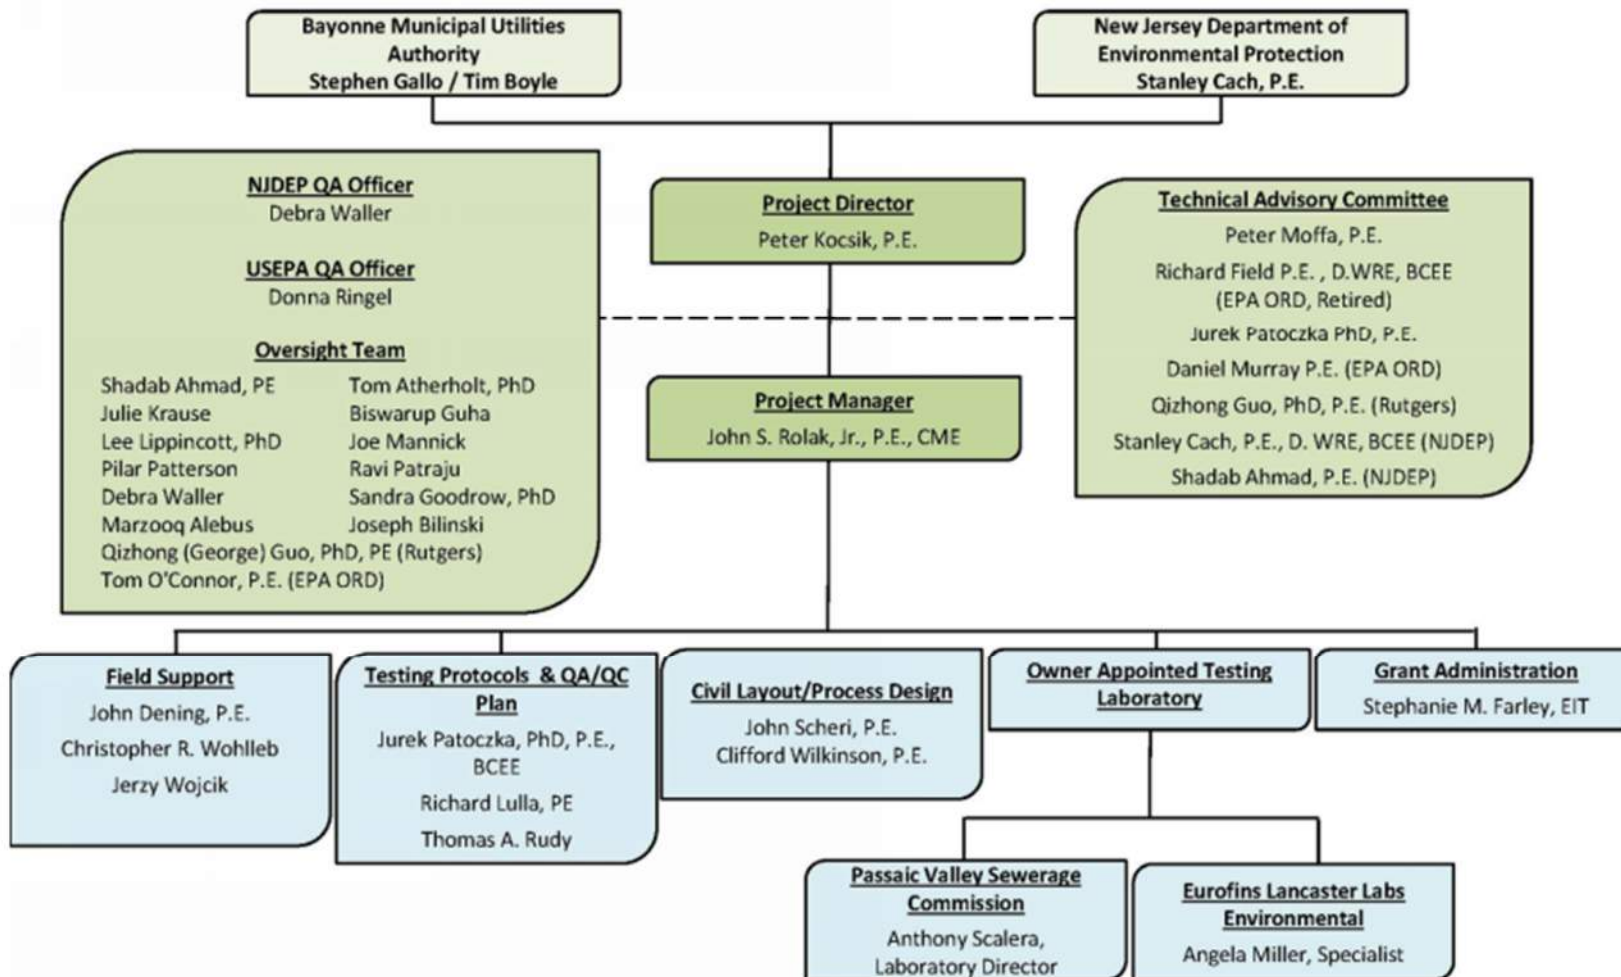 Bayonne Municipal Utilities
Authority
Stephen Gallo / Tim Boyle
New Jersey Department of
Environmental Protection
Stanley Cach, P.E.
NJDEP QA Officer
Debra Waller
USEPA QA Officer
Donna Ringel
Oversight Team
Shadab Ahmad, PE
Julie Krause
Lee Lippincott, PhD
Pilar Patterson
Debra Waller
Marzooq Alebus
Tom Atherholt, PhD
Biswarup Guha
Joe Mannick
Ravi Patraju
Sandra Goodrow, PhD
Joseph Bilinski
Qizhong (George) Guo, PhD, PE (Rutgers)
Tom O'Connor, P.E. (EPA ORD)
Project Director
Peter Kocsik, P.E.
Project Manager
John S. Rolak, Jr., P.E., CME
Technical Advisory Committee
Peter Moffa, P.E.
Richard Field P.E. , D.WRE, BCEE
(EPA ORD, Retired)
Jurek Patoczka PhD, P.E.
Daniel Murray P.E. (EPA ORD)
Qizhong Guo, PhD, P.E. (Rutgers)
Stanley Cach, P.E., D. WRE, BCEE (NJDEP)
Shadab Ahmad, P.E. (NJDEP)
Field Support
John Dening, P.E.
Christopher R. Wohlleb
Jerzy Wojcik
Testing Protocols & QA/QC
Plan
Jurek Patoczka, PhD, P.E.,
BCEE
Richard Lulla, PE
Thomas A. Rudy
Civil Layout/Process Design
John Scheri, P.E.
Clifford Wilkinson, P.E.
Owner Appointed Testing
Laboratory
Grant Administration
Stephanie M. Farley, EIT
Passaic Valley Sewerage
Commission
Anthony Scalera,
Laboratory Director
Eurofins Lancaster Labs
Environmental
Angela Miller, Specialist